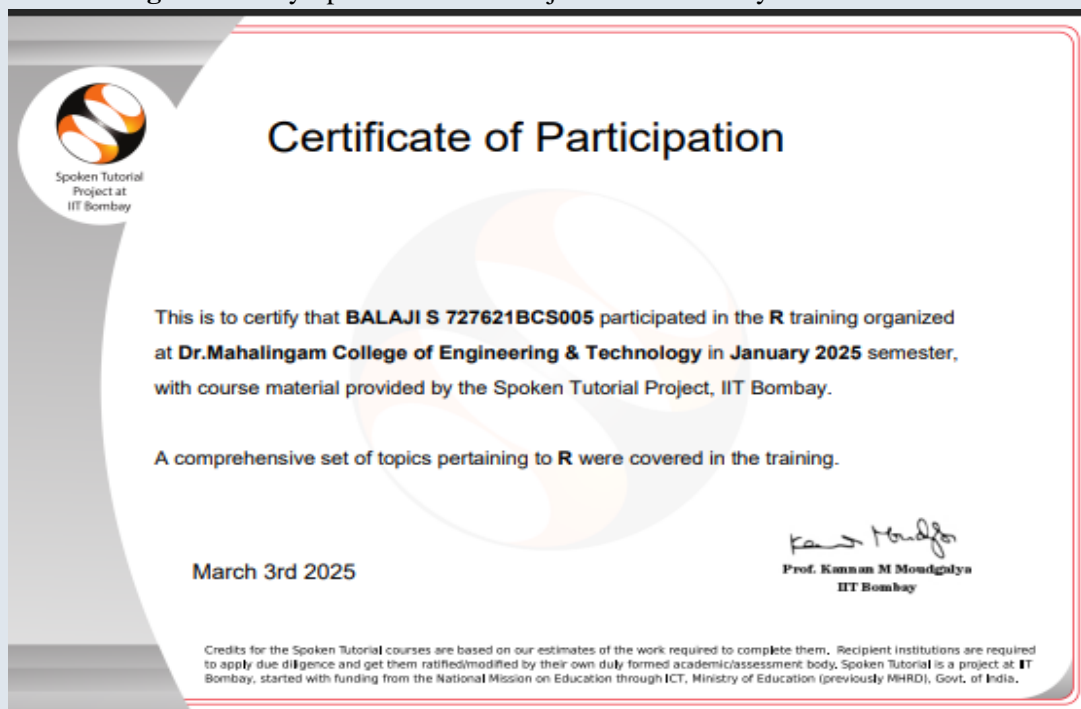 Spoken Tutorial
Project at
IIT Bombay
Certificate of Participation
This is to certify that BALAJI S 727621BCS005 participated in the R training organized
at Dr.Mahalingam College of Engineering & Technology in January 2025 semester,
with course material provided by the Spoken Tutorial Project, IIT Bombay.
A comprehensive set of topics pertaining to R were covered in the training.
March 3rd 2025
Prof. Kannan M Moudgalya
IIT Bombay
Credits for the Spoken Tutorial courses are based on our estimates of the work required to complete them. Recipient institutions are required
to apply due diligence and get them ratified/modified by their own duly formed academic/assessment body. Spoken Tutorial is a project at IIT
Bombay, started with funding from the National Mission on Education through ICT, Ministry of Education (previously MHRD), Govt. of India.